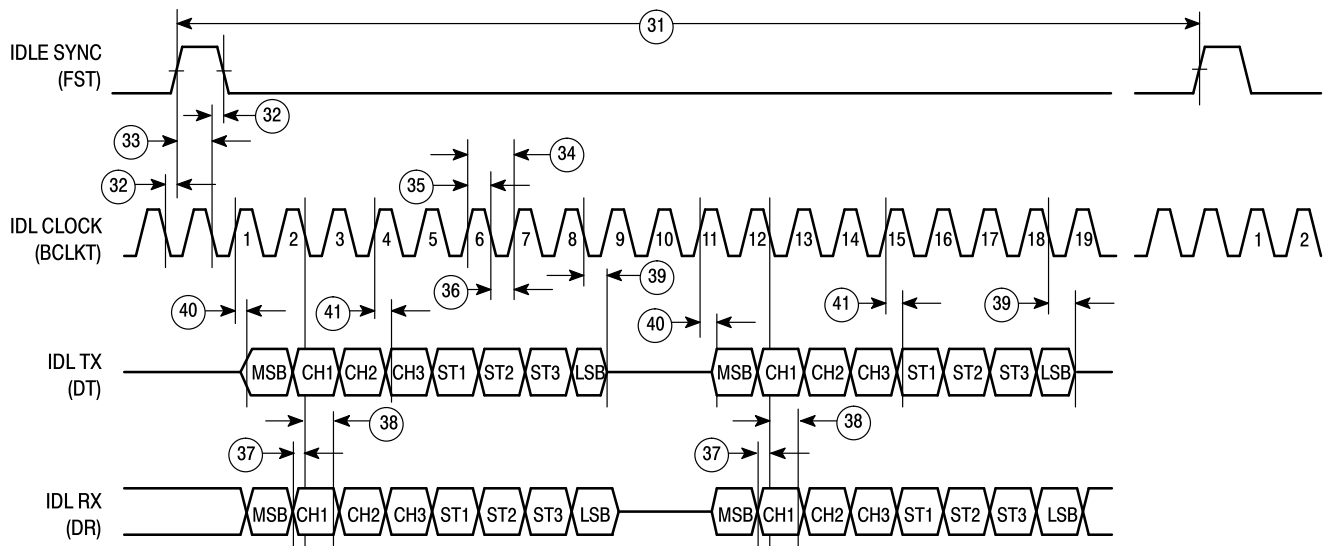 31
IDLE SYNC
(FST)
32
33
34
32
35
IDL CLOCK
(BCLKT)
1 2 3 4 5 6 7 8 9 10 11 12 13 14 15 16 17 18 19 1 2
36
39
40
41
40
41
39
IDL TX
(DT)
MSB CH1 CH2 CH3 ST1 ST2 ST3 LSB MSB CH1 CH2 CH3 ST1 ST2 ST3 LSB
38
38
37
37
IDL RX
(DR)
MSB CH1 CH2 CH3 ST1 ST2 ST3 LSB MSB CH1 CH2 CH3 ST1 ST2 ST3 LSB